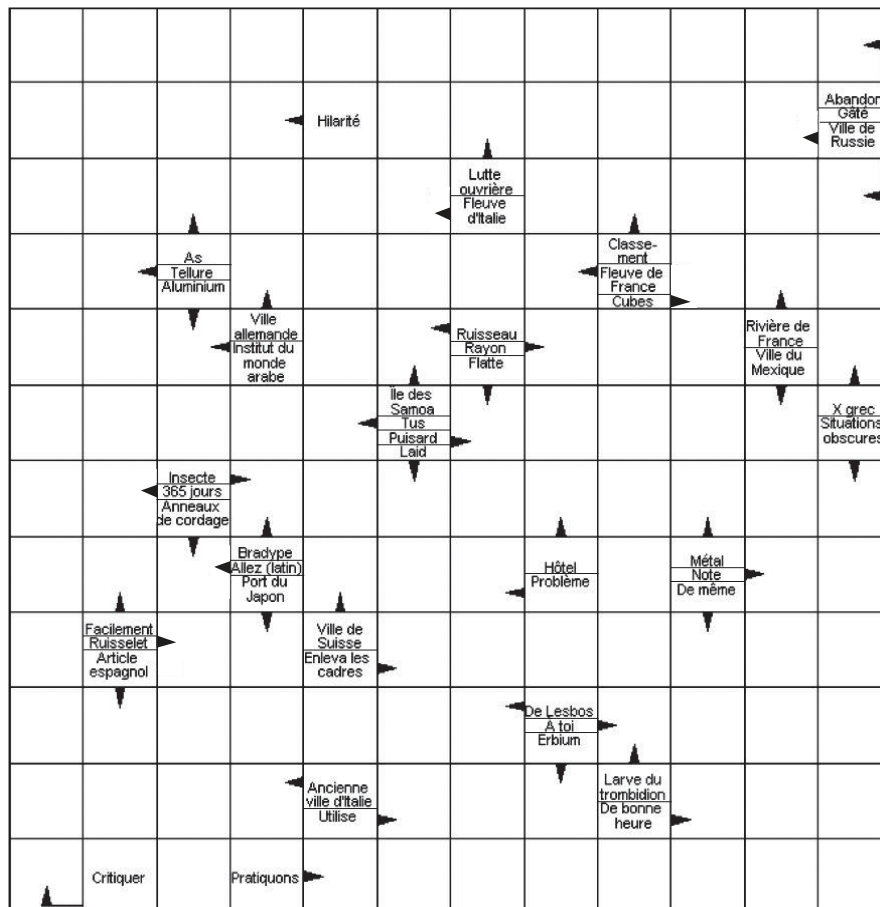 Hilarité
Abandon
Gâté
Ville de
Russie
Lutte
ouvrière
Fleuve
d'Italie
As
Tellure
Aluminium
Classe-
ment
Fleuve de
France
Cubes
Ville
allemande
Institut du
monde
arabe
Ruisseau
Rayon
Flatte
Rivière de
France
Ville du
Mexique
Île des
Samoa
Tus
Puisard
Laid
X grec
Situations
obscures
Insecte
365 jours
Anneaux
de cordage
Bradype
Allez (latin)
Port du
Japon
Hôtel
Problème
Métal
Note
De même
Facilement
Ruisselet
Article
espagnol
Ville de
Suisse
Enleva les
cadres
De Lesbos
À toi
Erbium
Ancienne
ville d'Italie
Utilise
Larve du
trombidion
De bonne
heure
Critiquer
Pratiquons